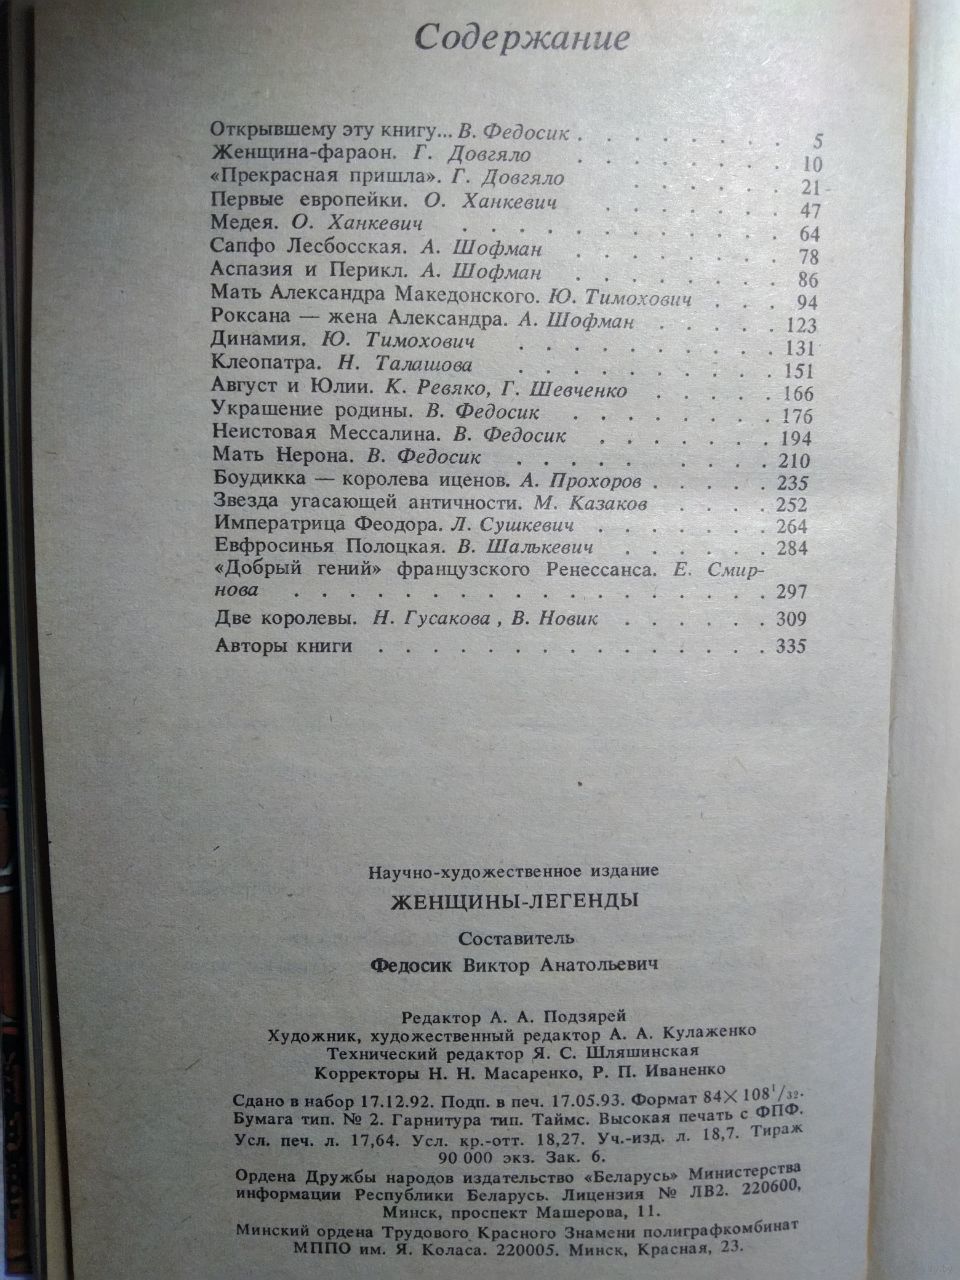 Содержание
Открывшему эту книгу... В. Федосик . . . . . . . . 5
Женщина-фараон. Г. Довгяло . . . . . . . . 10
«Прекрасная пришла». Г. Довгяло . . . . . . 21
Первые европейки. О. Ханкевич . . . . . . . 47
Медея. О. Ханкевич . . . . . . . . . . . 64
Сапфо Лесбосская. А. Шофман . . . . . . . 78
Аспазия и Перикл. А. Шофман . . . . . . . 86
Мать Александра Македонского. Ю. Тимохович . . . 94
Роксана — жена Александра. А. Шофман . . . . . 123
Динамия. Ю. Тимохович . . . . . . . . . . 131
Клеопатра. Н. Талашова . . . . . . . . . . 151
Август и Юлии. К. Ревяко, Г. Шевченко . . . . . 166
Украшение родины. В. Федосик . . . . . . . 176
Неистовая Мессалина. В. Федосик . . . . . . . 194
Мать Нерона. В. Федосик . . . . . . . . . 210
Боудикка — королева иценов. А. Прохоров . . . . . 235
Звезда угасающей античности. М. Казаков . . . . 252
Императрица Феодора. Л. Сушкевич . . . . . . 264
Евфросинья Полоцкая. В. Шалькевич . . . . . . 284
«Добрый гений» французского Ренессанса. Е. Смир-
нова . . . . . . . . . . . . . . . . . . 297
Две королевы. Н. Гусакова , В. Новик . . . . . . 309
Авторы книги . . . . . . . . . . . . . . . 335
Научно-художественное издание
ЖЕНЩИНЫ-ЛЕГЕНДЫ
Составитель
Федосик Виктор Анатольевич
Редактор А. А. Подзярей
Художник, художественный редактор А. А. Кулаженко
Технический редактор Я. С. Шляшинская
Корректоры Н. Н. Масаренко, Р. П. Иваненко
Сдано в набор 17.12.92. Подп. в печ. 17.05.93. Формат 84×108 1/32.
Бумага тип. № 2. Гарнитура тип. Таймс. Высокая печать с ФПФ.
Усл. печ. л. 17,64. Усл. кр.-отт. 18,27. Уч.-изд. л. 18,7. Тираж
90 000 экз. Зак. 6.
Ордена Дружбы народов издательство «Беларусь» Министерства
информации Республики Беларусь. Лицензия № ЛВ2. 220600,
Минск, проспект Машерова, 11.
Минский ордена Трудового Красного Знамени полиграфкомбинат
МППО им. Я. Коласа. 220005. Минск, Красная, 23.